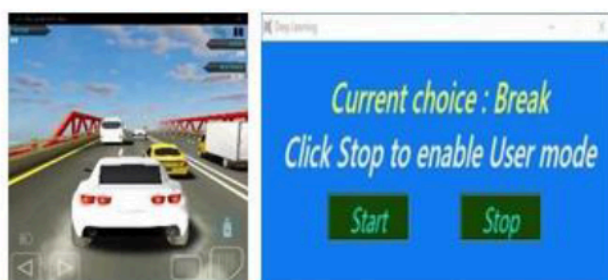 Deep learning
Current choice : Break
Click Stop to enable User mode
Start
Stop